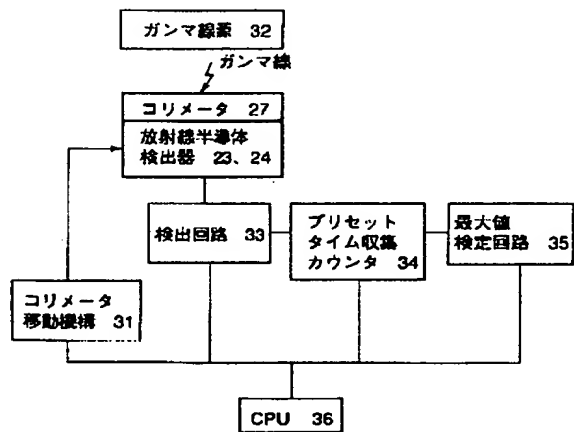 ガンマ線源 32
ガンマ線
コリメータ 27
放射線半導体
検出器 23、24
検出回路 33
プリセット
タイム収集
カウンタ 34
最大値
検定回路 35
コリメータ
移動機構 31
CPU 36